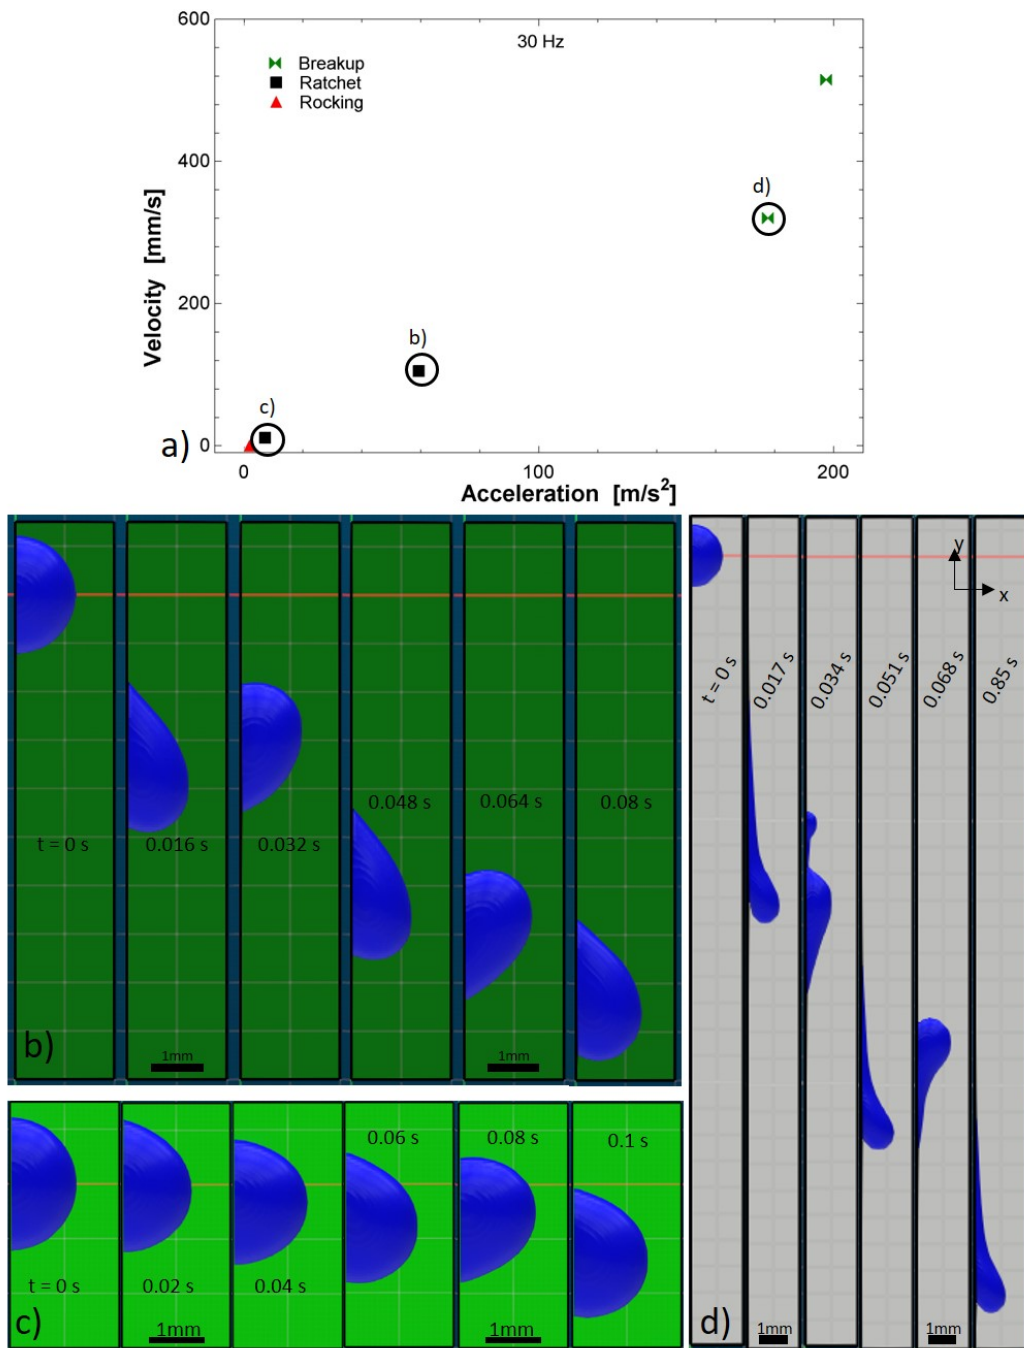 600
30 Hz
Breakup
Ratchet
Rocking
400
d)
Velocity [mm/s]
200
b)
c)
a)
0
0
100
200
Acceleration [m/s²]
t = 0 s
0.016 s
0.032 s
0.048 s
0.064 s
0.08 s
b)
1mm
1mm
t = 0 s
0.02 s
0.04 s
0.06 s
0.08 s
0.1 s
c)
1mm
1mm
y
x
t = 0 s
0.017 s
0.034 s
0.051 s
0.068 s
0.85 s
d)
1mm
1mm